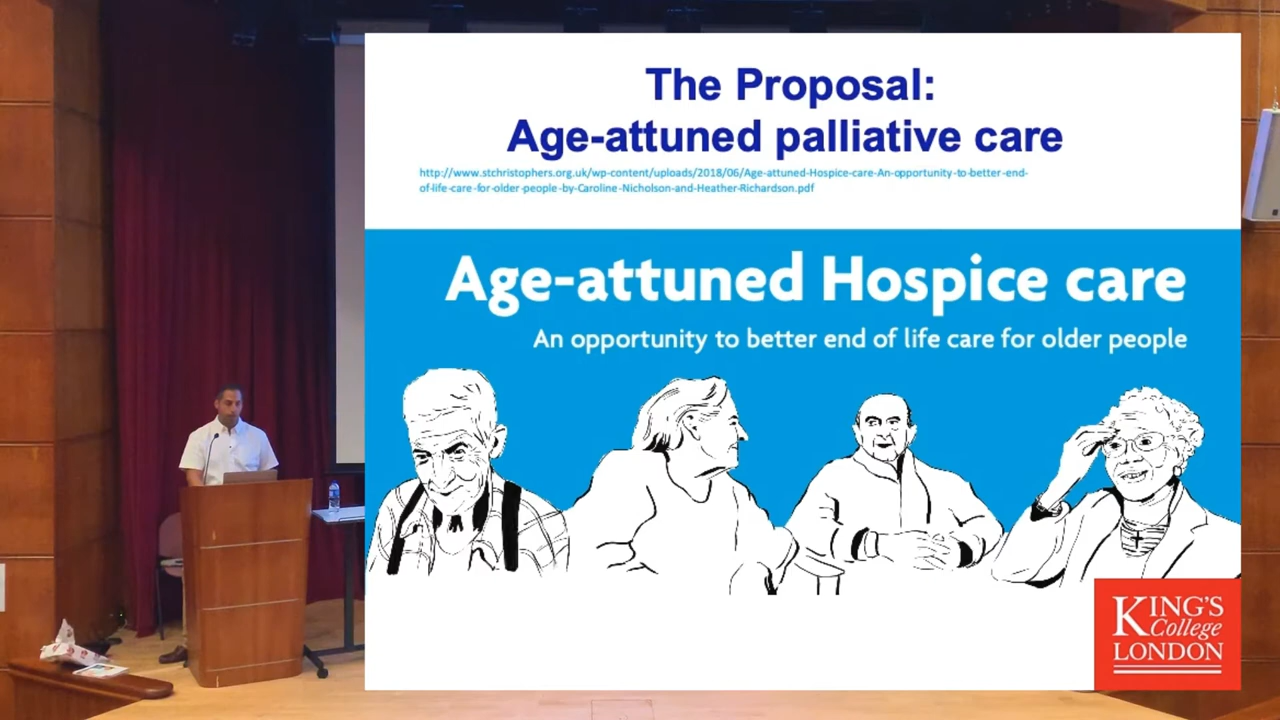 The Proposal:
Age-attuned palliative care
http://www.stchristophers.org.uk/wp-content/uploads/2018/06/Age-attuned-Hospice-care-An-opportunity-to-better-end-
of-life-care-for-older-people-by-Caroline-Nicholson-and-Heather-Richardson.pdf
Age-attuned Hospice care
An opportunity to better end of life care for older people
KING'S
College
LONDON